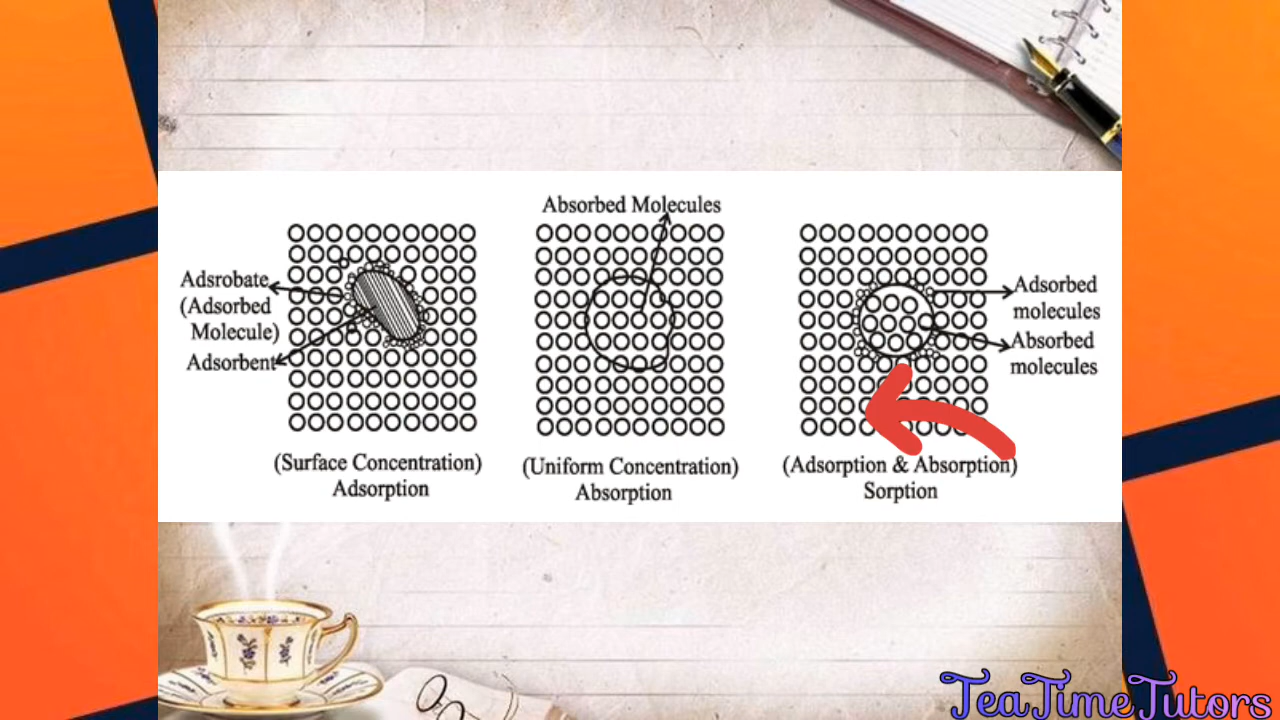 Absorbed Molecules
Adsrobate
(Adsorbed
Molecule)
Adsorbent
Adsorbed
molecules
Absorbed
molecules
(Surface Concentration)
Adsorption
(Uniform Concentration)
Absorption
(Adsorption & Absorption)
Sorption
TeaTimeTutors